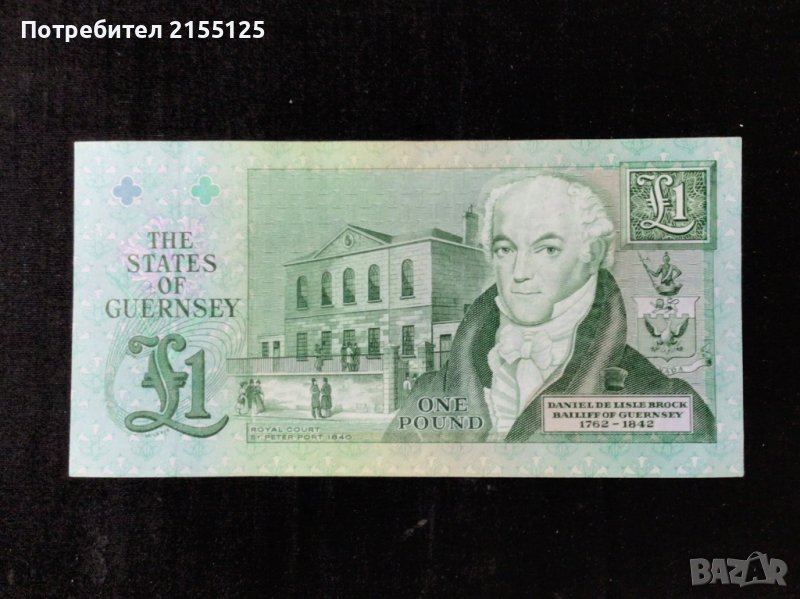 Потребител 2155125
THE
STATES
OF
GUERNSEY
£1
£1
ROYAL COURT
ST PETER PORT 1840
ONE
POUND
DANIEL DE LISLE BROCK
BAILIFF OF GUERNSEY
1762 – 1842
BAZAR